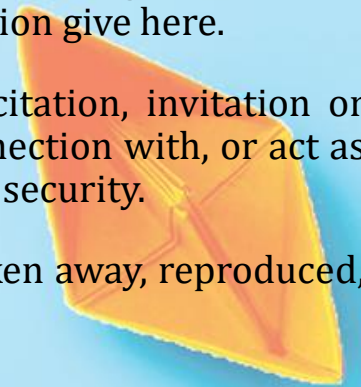 ion give here.
citation, invitation or
nection with, or act as
security.
ken away, reproduced,